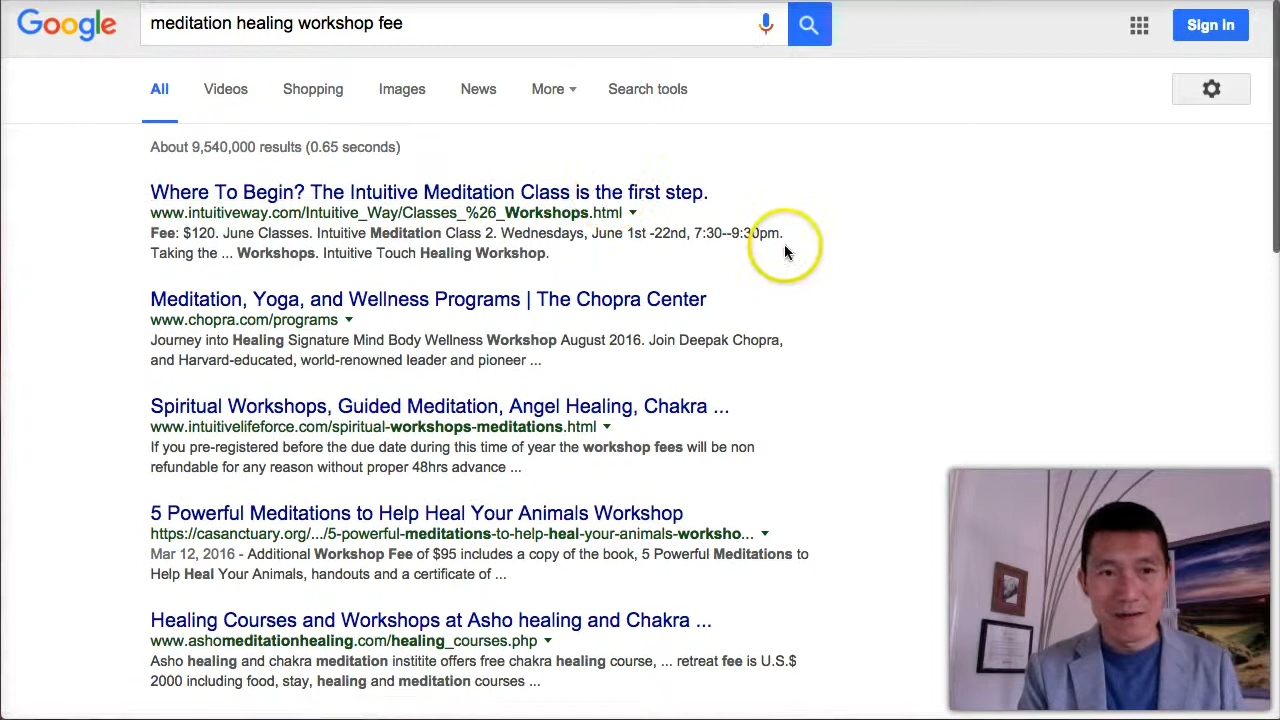 Google
meditation healing workshop fee
Sign in
All Videos Shopping Images News More Search tools
About 9,540,000 results (0.65 seconds)
Where To Begin? The Intuitive Meditation Class is the first step.
www.intuitiveway.com/Intuitive_Way/Classes_%26_Workshops.html
Fee: $120. June Classes. Intuitive Meditation Class 2. Wednesdays, June 1st -22nd, 7:30--9:30pm.
Taking the ... Workshops. Intuitive Touch Healing Workshop.
Meditation, Yoga, and Wellness Programs | The Chopra Center
www.chopra.com/programs
Journey into Healing Signature Mind Body Wellness Workshop August 2016. Join Deepak Chopra,
and Harvard-educated, world-renowned leader and pioneer ...
Spiritual Workshops, Guided Meditation, Angel Healing, Chakra ...
www.intuitivelifeforce.com/spiritual-workshops-meditations.html
If you pre-registered before the due date during this time of year the workshop fees will be non
refundable for any reason without proper 48hrs advance ...
5 Powerful Meditations to Help Heal Your Animals Workshop
https://casanctuary.org/.../5-powerful-meditations-to-help-heal-your-animals-worksho...
Mar 12, 2016 - Additional Workshop Fee of $95 includes a copy of the book, 5 Powerful Meditations to
Help Heal Your Animals, handouts and a certificate of ...
Healing Courses and Workshops at Asho healing and Chakra ...
www.ashomeditationhealing.com/healing_courses.php
Asho healing and chakra meditation institite offers free chakra healing course, ... retreat fee is U.S.$
2000 including food, stay, healing and meditation courses ...